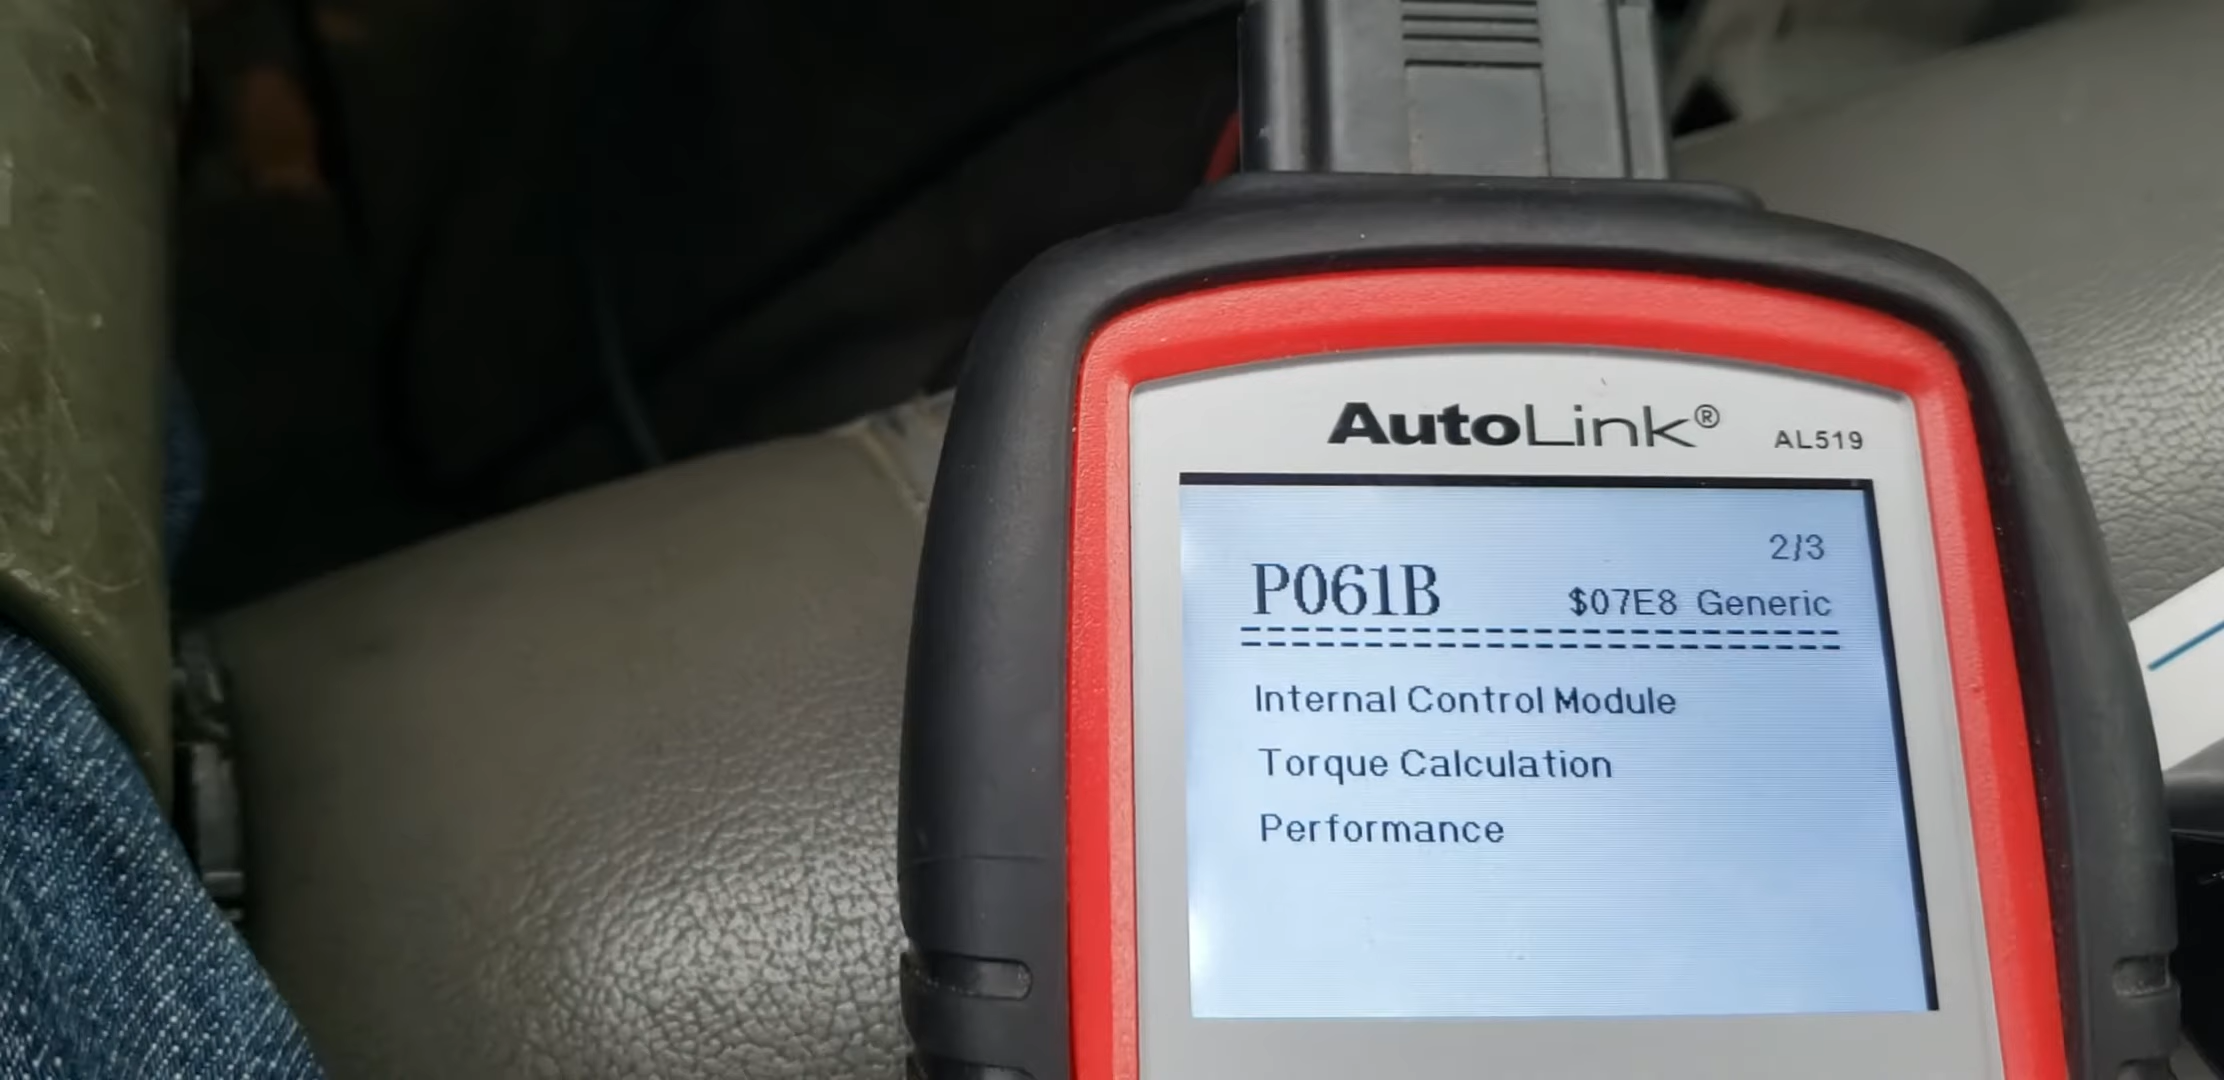 AutoLink® AL519
2/3
P061B $07E8 Generic
Internal Control Module
Torque Calculation
Performance